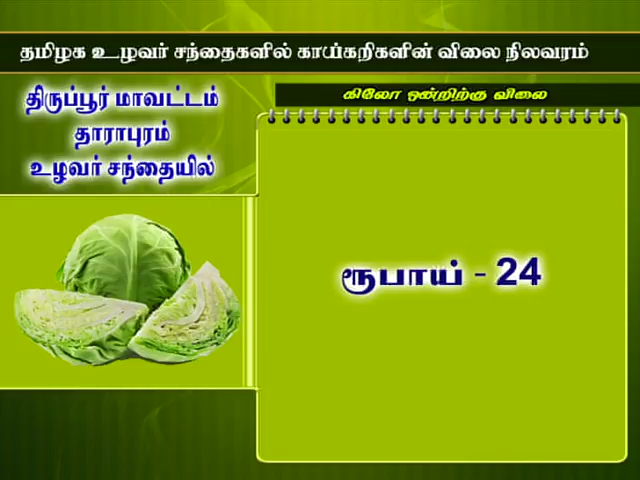 தமிழக உழவர் சந்தைகளில் காய்கறிகளின் விலை நிலவரம்
திருப்பூர் மாவட்டம்
தாராபுரம்
உழவர் சந்தையில்
கிலோ ஒன்றிற்கு விலை
ரூபாய் - 24